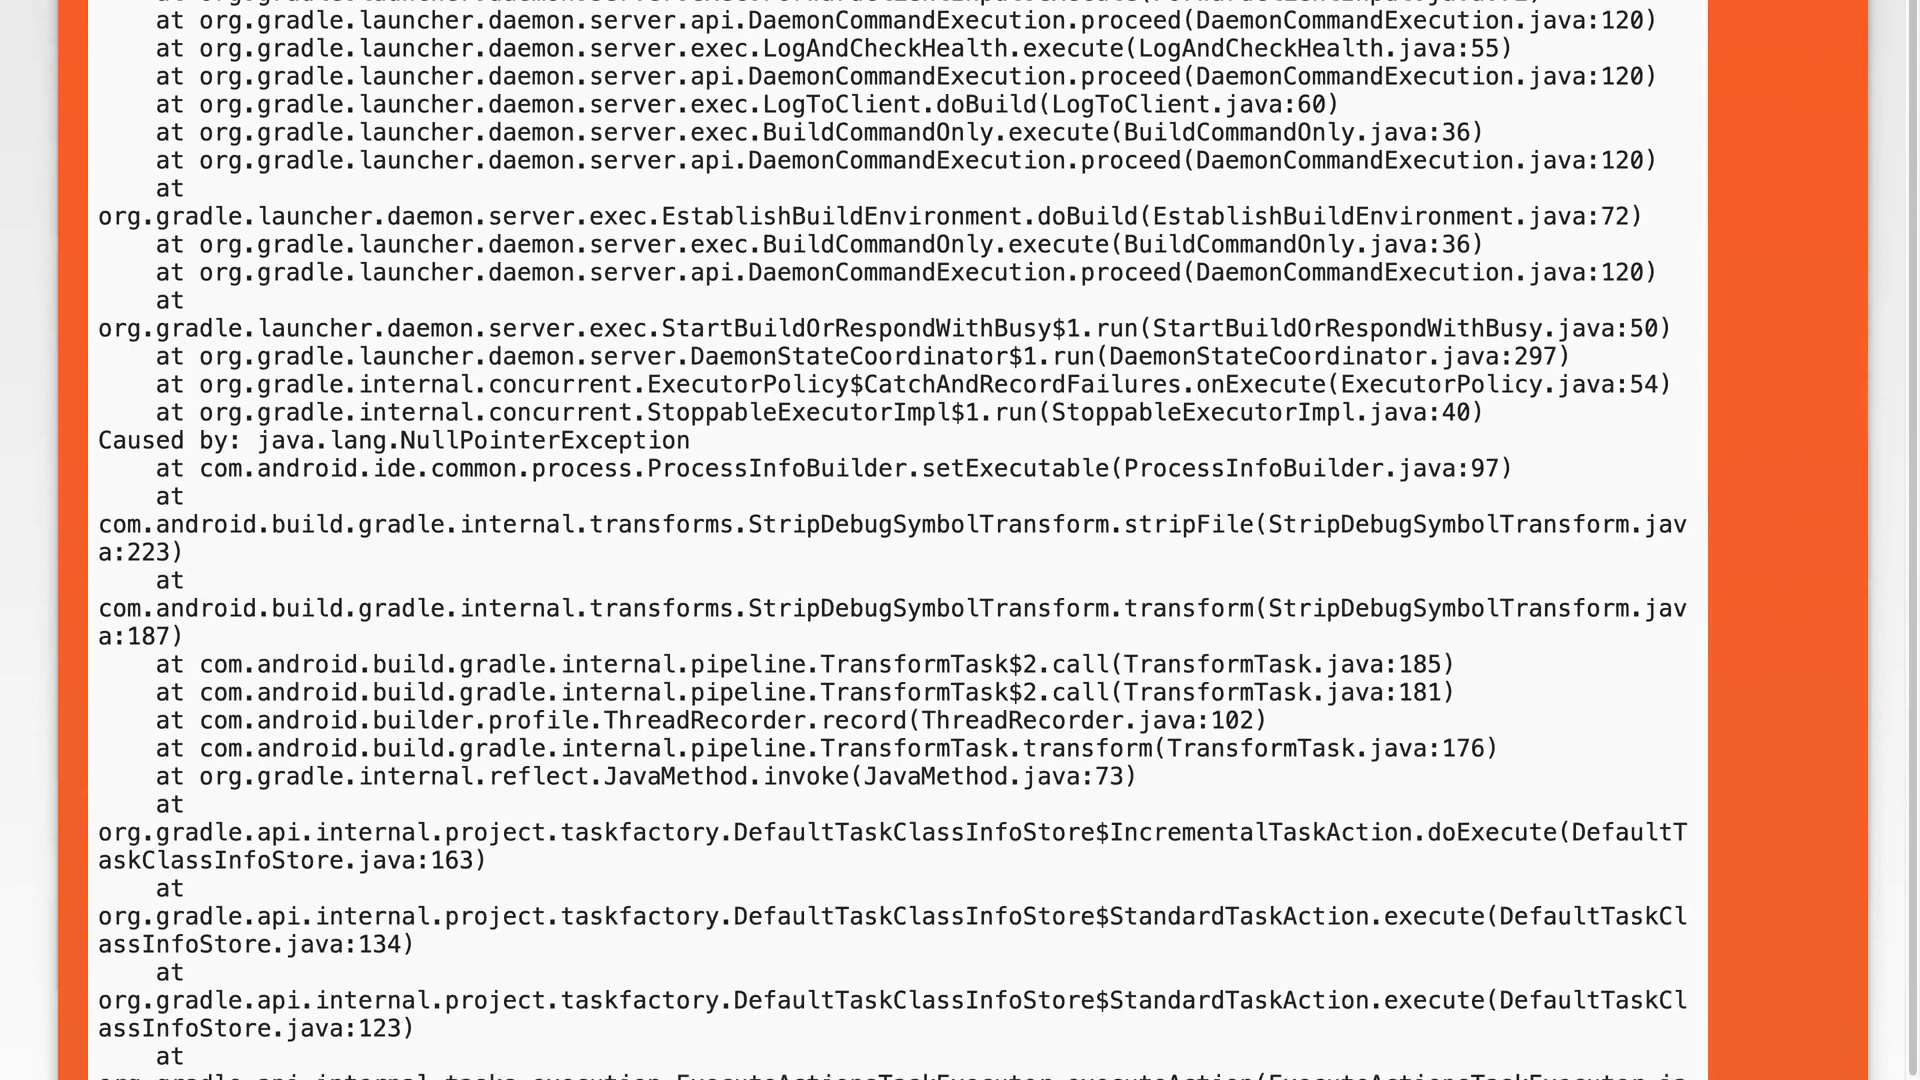 at org.gradle.launcher.daemon.server.api.DaemonCommandExecution.proceed(DaemonCommandExecution.java:120)
at org.gradle.launcher.daemon.server.exec.LogAndCheckHealth.execute(LogAndCheckHealth.java:55)
at org.gradle.launcher.daemon.server.api.DaemonCommandExecution.proceed(DaemonCommandExecution.java:120)
at org.gradle.launcher.daemon.server.exec.LogToClient.doBuild(LogToClient.java:60)
at org.gradle.launcher.daemon.server.exec.BuildCommandOnly.execute(BuildCommandOnly.java:36)
at org.gradle.launcher.daemon.server.api.DaemonCommandExecution.proceed(DaemonCommandExecution.java:120)
at
org.gradle.launcher.daemon.server.exec.EstablishBuildEnvironment.doBuild(EstablishBuildEnvironment.java:72)
at org.gradle.launcher.daemon.server.exec.BuildCommandOnly.execute(BuildCommandOnly.java:36)
at org.gradle.launcher.daemon.server.api.DaemonCommandExecution.proceed(DaemonCommandExecution.java:120)
at
org.gradle.launcher.daemon.server.exec.StartBuildOrRespondWithBusy$1.run(StartBuildOrRespondWithBusy.java:50)
at org.gradle.launcher.daemon.server.DaemonStateCoordinator$1.run(DaemonStateCoordinator.java:297)
at org.gradle.internal.concurrent.ExecutorPolicy$CatchAndRecordFailures.onExecute(ExecutorPolicy.java:54)
at org.gradle.internal.concurrent.StoppableExecutorImpl$1.run(StoppableExecutorImpl.java:40)
Caused by: java.lang.NullPointerException
at com.android.ide.common.process.ProcessInfoBuilder.setExecutable(ProcessInfoBuilder.java:97)
at
com.android.build.gradle.internal.transforms.StripDebugSymbolTransform.stripFile(StripDebugSymbolTransform.jav
a:223)
at
com.android.build.gradle.internal.transforms.StripDebugSymbolTransform.transform(StripDebugSymbolTransform.jav
a:187)
at com.android.build.gradle.internal.pipeline.TransformTask$2.call(TransformTask.java:185)
at com.android.build.gradle.internal.pipeline.TransformTask$2.call(TransformTask.java:181)
at com.android.builder.profile.ThreadRecorder.record(ThreadRecorder.java:102)
at com.android.build.gradle.internal.pipeline.TransformTask.transform(TransformTask.java:176)
at org.gradle.internal.reflect.JavaMethod.invoke(JavaMethod.java:73)
at
org.gradle.api.internal.project.taskfactory.DefaultTaskClassInfoStore$IncrementalTaskAction.doExecute(DefaultT
askClassInfoStore.java:163)
at
org.gradle.api.internal.project.taskfactory.DefaultTaskClassInfoStore$StandardTaskAction.execute(DefaultTaskCl
assInfoStore.java:134)
at
org.gradle.api.internal.project.taskfactory.DefaultTaskClassInfoStore$StandardTaskAction.execute(DefaultTaskCl
assInfoStore.java:123)
at